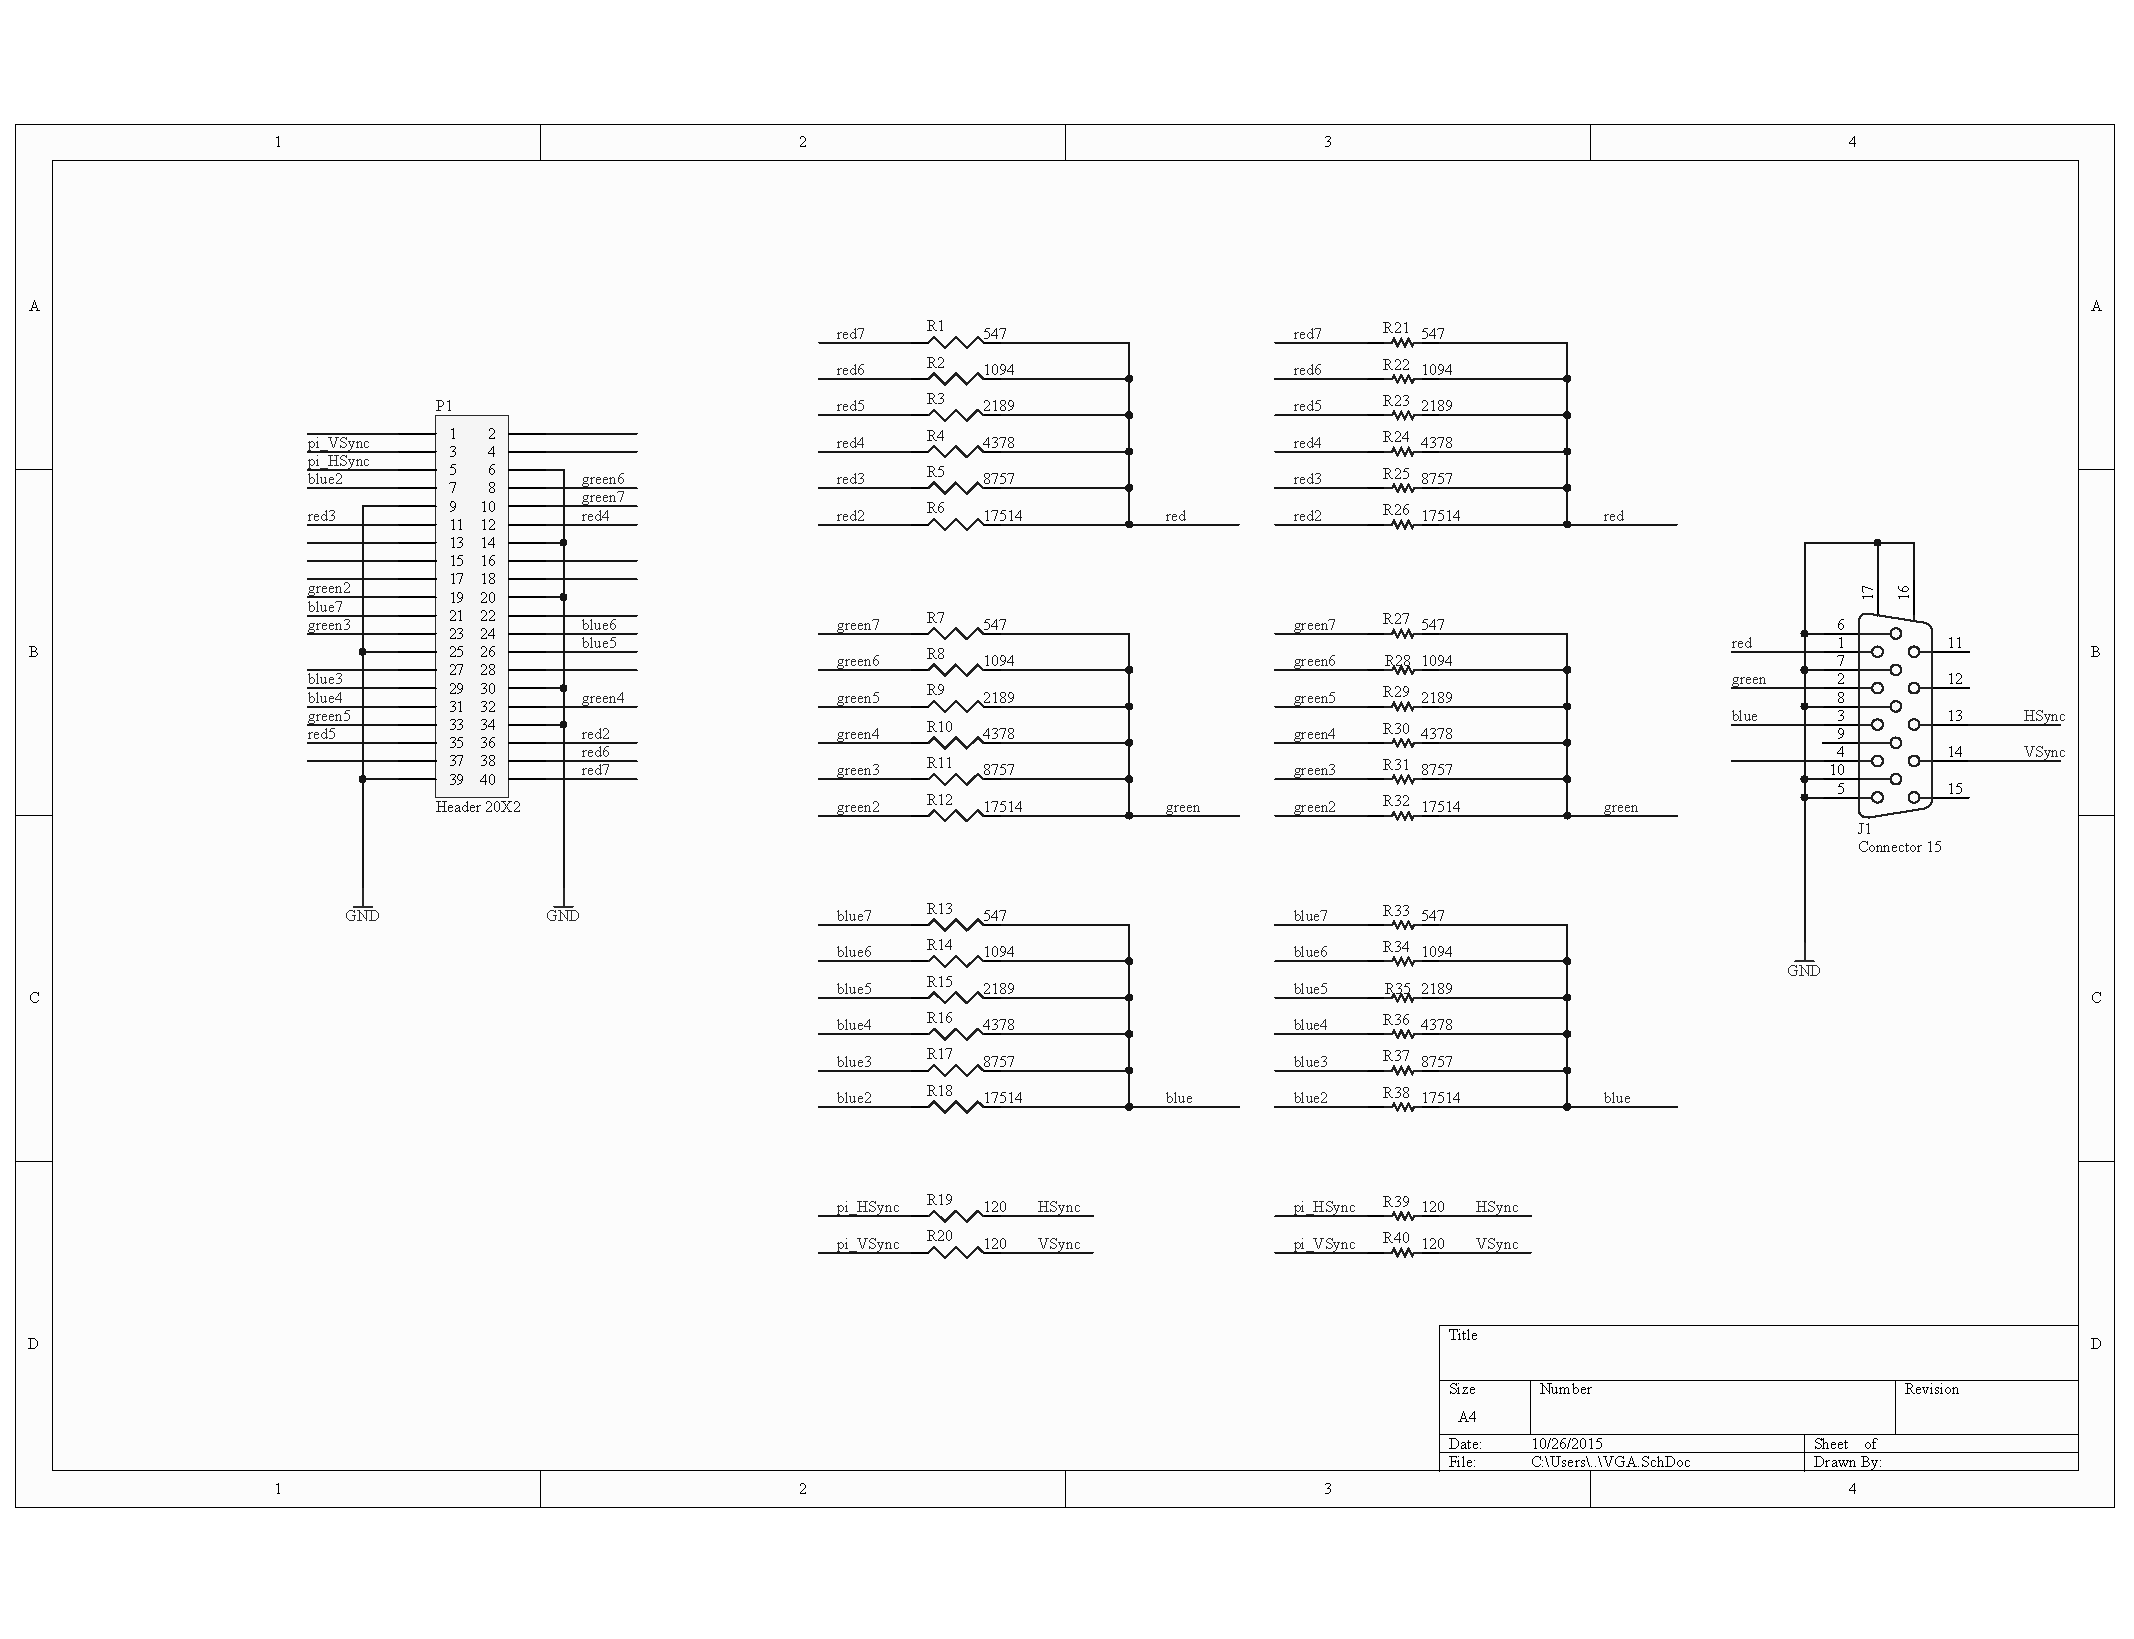 1 2 3 4
A A
B B
C C
D D
P1
1 2
pi_VSync 3 4
pi_HSync 5 6
blue2 7 8 green6
9 10 green7
red3 11 12 red4
13 14
15 16
17 18
green2 19 20
blue7 21 22
green3 23 24 blue6
25 26 blue5
27 28
blue3 29 30
blue4 31 32 green4
green5 33 34
red5 35 36 red2
37 38 red6
39 40 red7
Header 20X2
GND GND
red7 R1 547
red6 R2 1094
red5 R3 2189
red4 R4 4378
red3 R5 8757
red2 R6 17514 red
green7 R7 547
green6 R8 1094
green5 R9 2189
green4 R10 4378
green3 R11 8757
green2 R12 17514 green
blue7 R13 547
blue6 R14 1094
blue5 R15 2189
blue4 R16 4378
blue3 R17 8757
blue2 R18 17514 blue
pi_HSync R19 120 HSync
pi_VSync R20 120 VSync
red7 R21 547
red6 R22 1094
red5 R23 2189
red4 R24 4378
red3 R25 8757
red2 R26 17514 red
green7 R27 547
green6 R28 1094
green5 R29 2189
green4 R30 4378
green3 R31 8757
green2 R32 17514 green
blue7 R33 547
blue6 R34 1094
blue5 R35 2189
blue4 R36 4378
blue3 R37 8757
blue2 R38 17514 blue
pi_HSync R39 120 HSync
pi_VSync R40 120 VSync
17 16
6
red 1 11
7
green 2 12
8
blue 3 13 HSync
9
4 14 VSync
10
5 15
J1
Connector 15
GND
Title
Size Number Revision
A4
Date: 10/26/2015 Sheet of
File: C:\Users\..\VGA.SchDoc Drawn By:
1 2 3 4